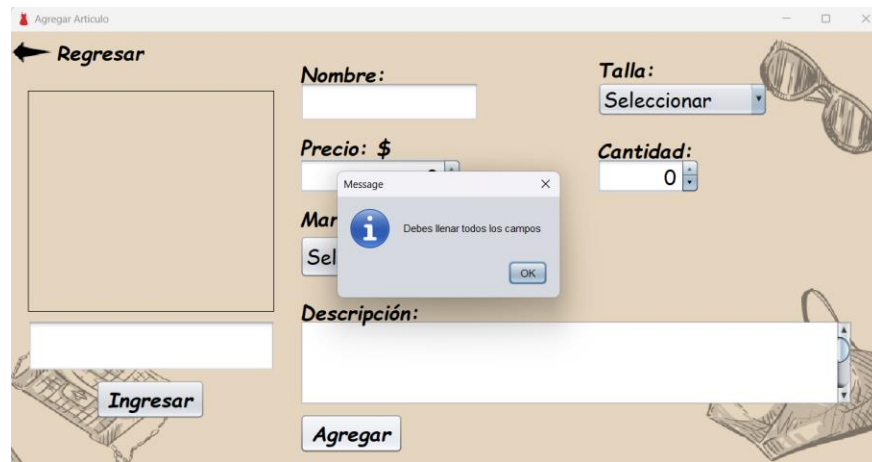 Agregar Articulo
Regresar
Nombre:
Talla:
Seleccionar
Precio: $
Cantidad:
0
Message
Debes llenar todos los campos
OK
Descripción:
Ingresar
Agregar